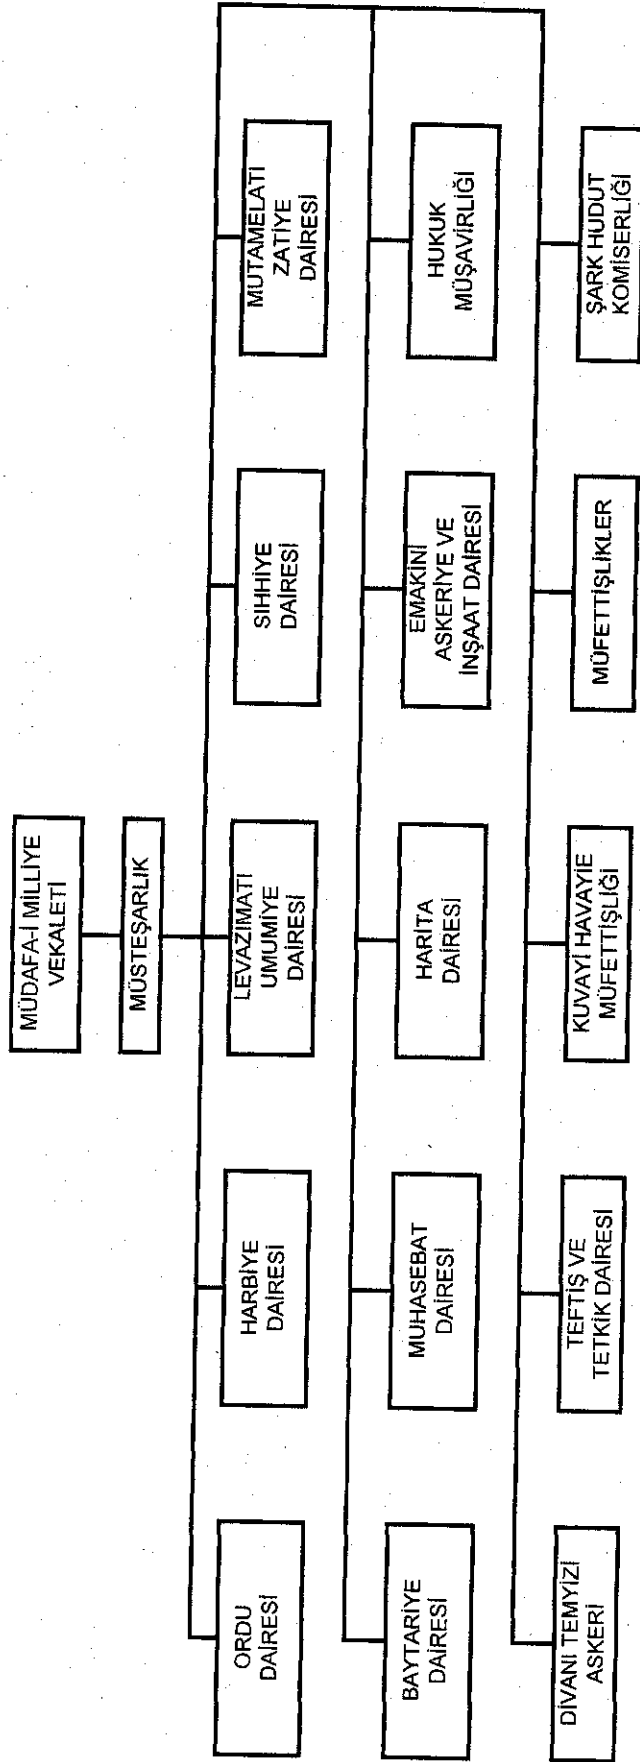 MÜDAFA-İ MİLLİYE
VEKALETİ
MÜSTEŞARLIK
ORDU
DAİRESİ
HARBİYE
DAİRESİ
LEVAZIMATI
UMUMİYE
DAİRESİ
SIHHİYE
DAİRESİ
MUTAMELATI
ZATİYE
DAİRESİ
BAYTARİYE
DAİRESİ
MUHASEBAT
DAİRESİ
HARİTA
DAİRESİ
EMAKİNİ
ASKERİYE VE
İNŞAAT DAİRESİ
HUKUK
MÜŞAVİRLİĞİ
DİVANI TEMYİZİ
ASKERİ
TEFTİŞ VE
TETKİK DAİRESİ
KUVAYİ HAVAYİE
MÜFETTİŞLİĞİ
MÜFETTİŞLİKLER
ŞARK HUDUT
KOMİSERLİĞİ